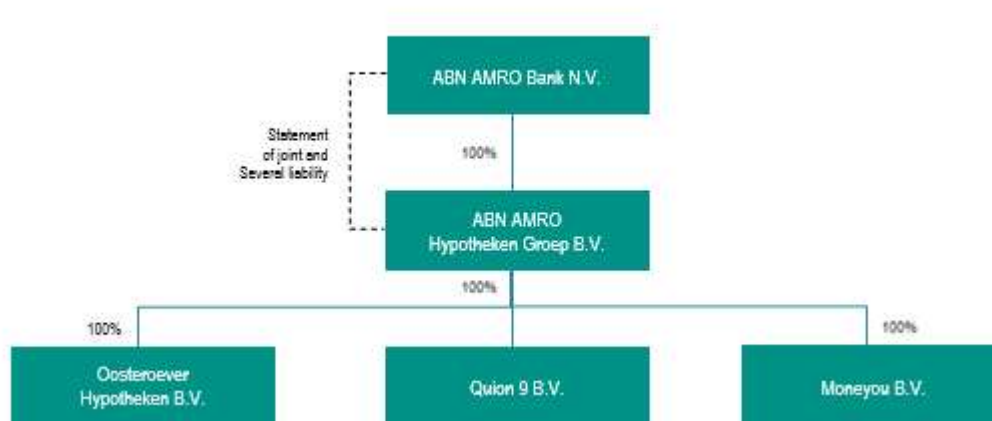 ABN AMRO Bank N.V.
Statement
of joint and
Several liability
100%
ABN AMRO
Hypotheken Groep B.V.
100%
100%
100%
Oosteroever
Hypotheken B.V.
Quion 9 B.V.
Moneyou B.V.